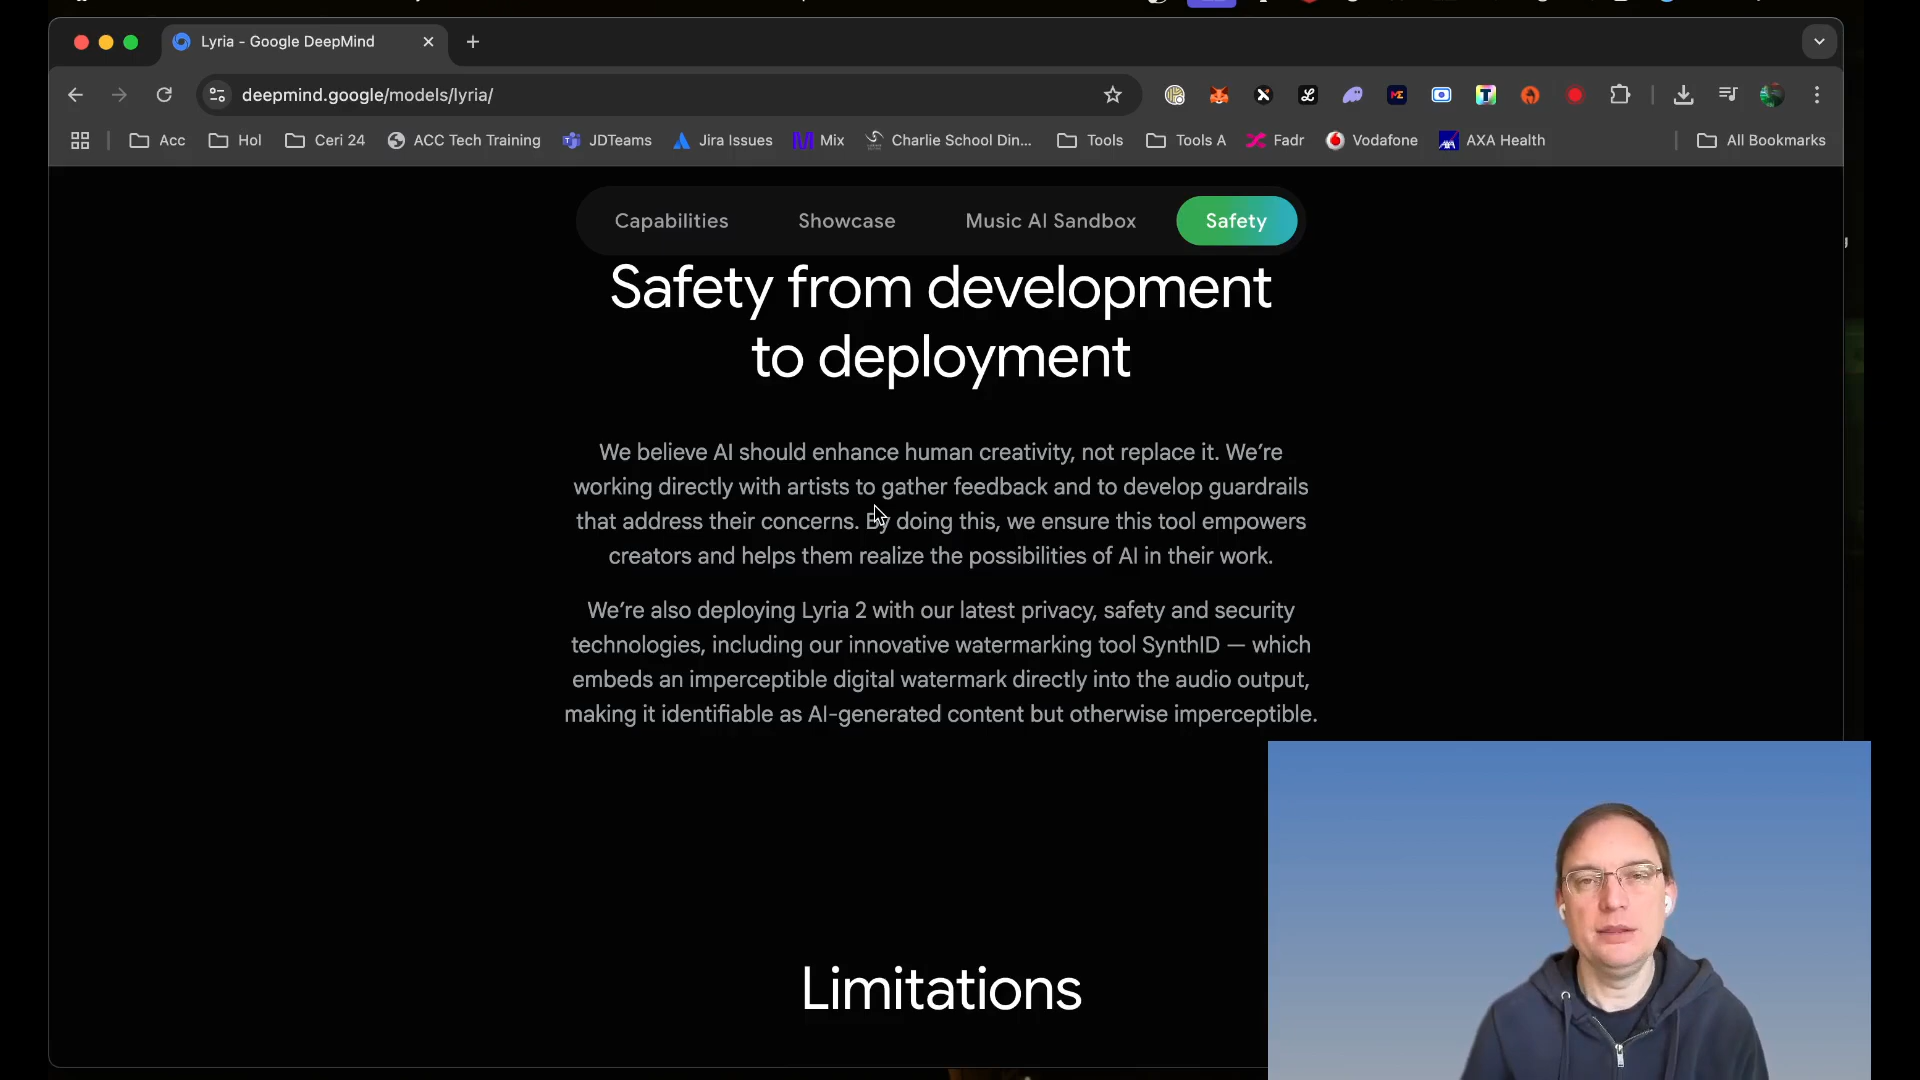 Lyria - Google DeepMind
deepmind.google/models/lyria/
Acc Hol Ceri 24 ACC Tech Training JDTeams Jira Issues Mix Charlie School Din... Tools Tools A Fadr Vodafone AXA Health All Bookmarks
Capabilities Showcase Music AI Sandbox Safety
Safety from development
to deployment
We believe AI should enhance human creativity, not replace it. We’re
working directly with artists to gather feedback and to develop guardrails
that address their concerns. By doing this, we ensure this tool empowers
creators and helps them realize the possibilities of AI in their work.
We’re also deploying Lyria 2 with our latest privacy, safety and security
technologies, including our innovative watermarking tool SynthID — which
embeds an imperceptible digital watermark directly into the audio output,
making it identifiable as AI-generated content but otherwise imperceptible.
Limitations